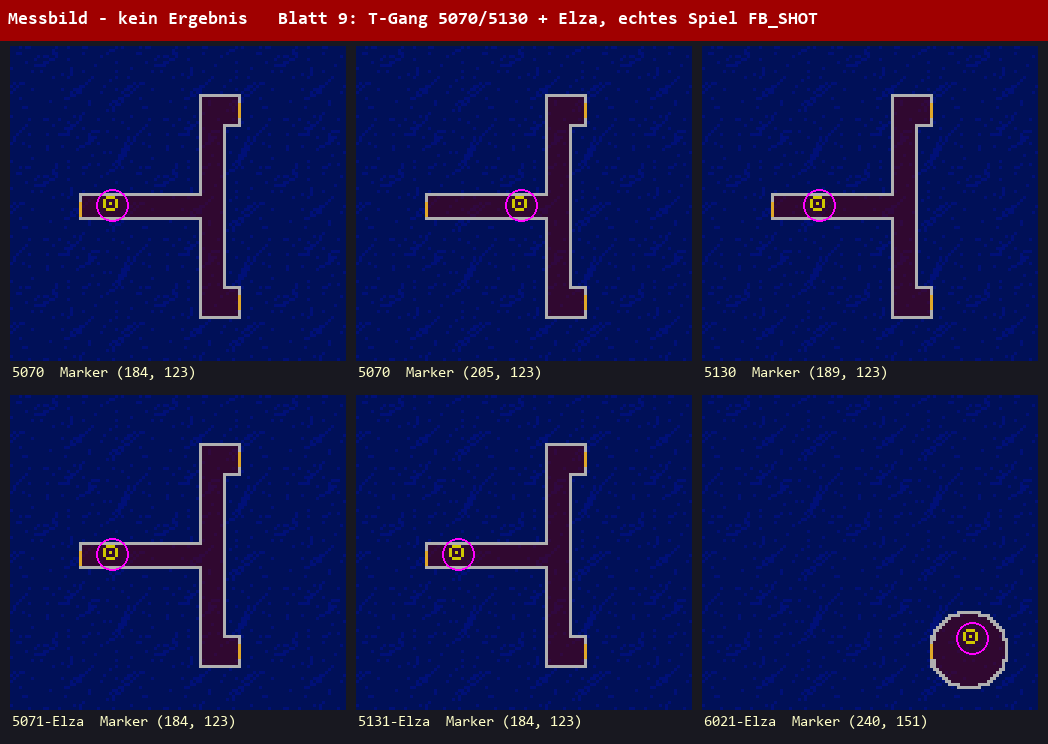 Messbild - kein Ergebnis   Blatt 9: T-Gang 5070/5130 + Elza, echtes Spiel FB_SHOT
5070  Marker (184, 123)
5070  Marker (205, 123)
5130  Marker (189, 123)
5071-Elza  Marker (184, 123)
5131-Elza  Marker (184, 123)
6021-Elza  Marker (240, 151)